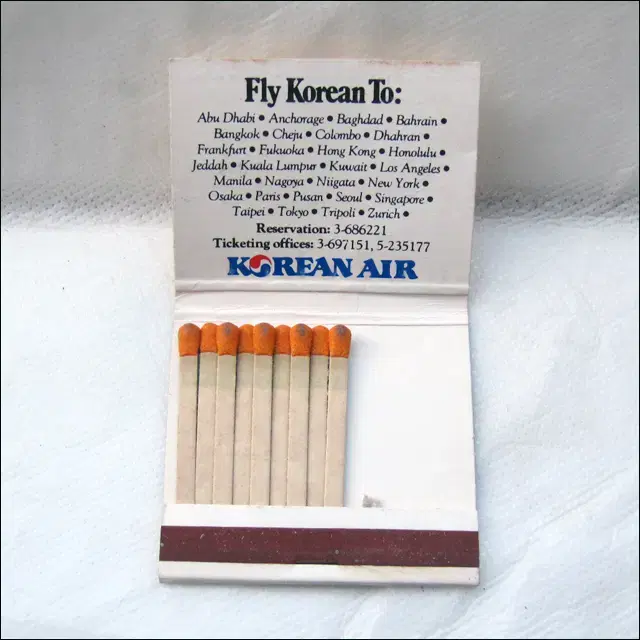 Fly Korean To:
Abu Dhabi • Anchorage • Baghdad • Bahrain •
Bangkok • Cheju • Colombo • Dhahran •
Frankfurt • Fukuoka • Hong Kong • Honolulu •
Jeddah • Kuala Lumpur • Kuwait • Los Angeles •
Manila • Nagoya • Niigata • New York •
Osaka • Paris • Pusan • Seoul • Singapore •
Taipei • Tokyo • Tripoli • Zurich •
Reservation: 3-686221
Ticketing offices: 3-697151, 5-235177
KOREAN AIR